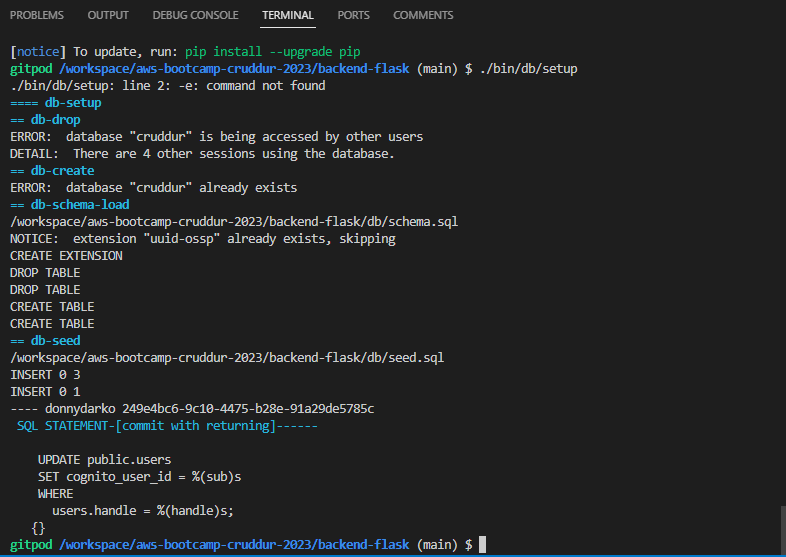 PROBLEMS OUTPUT DEBUG CONSOLE TERMINAL PORTS COMMENTS
[notice] To update, run: pip install --upgrade pip
gitpod /workspace/aws-bootcamp-cruddur-2023/backend-flask (main) $ ./bin/db/setup
./bin/db/setup: line 2: -e: command not found
==== db-setup
== db-drop
ERROR:  database "cruddur" is being accessed by other users
DETAIL:  There are 4 other sessions using the database.
== db-create
ERROR:  database "cruddur" already exists
== db-schema-load
/workspace/aws-bootcamp-cruddur-2023/backend-flask/db/schema.sql
NOTICE:  extension "uuid-ossp" already exists, skipping
CREATE EXTENSION
DROP TABLE
DROP TABLE
CREATE TABLE
CREATE TABLE
== db-seed
/workspace/aws-bootcamp-cruddur-2023/backend-flask/db/seed.sql
INSERT 0 3
INSERT 0 1
---- donnydarko 249e4bc6-9c10-4475-b28e-91a29de5785c
 SQL STATEMENT-[commit with returning]------
    UPDATE public.users
    SET cognito_user_id = %(sub)s
    WHERE
      users.handle = %(handle)s;
   {}
gitpod /workspace/aws-bootcamp-cruddur-2023/backend-flask (main) $